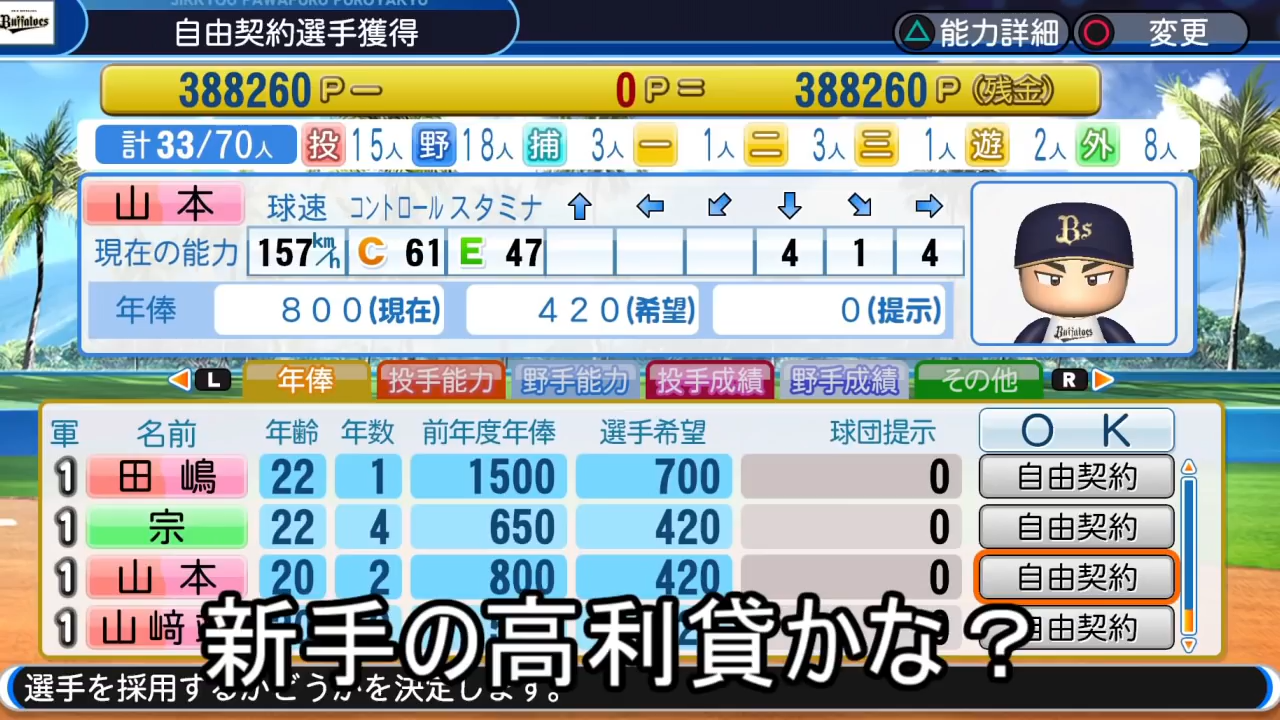 Buffaloes
JIKKYOU PAWAFURU PUROYAKYU
自由契約選手獲得
能力詳細 変更
388260P− 0P= 388260P(残金)
計33/70人 投15人 野18人 捕3人 一1人 二3人 三1人 遊2人 外8人
山本 球速 コントロール スタミナ ↑ ← ↙ ↓ ↘ →
現在の能力 157km/h C 61 E 47 4 1 4
Bs
Buffaloes
年俸 800(現在) 420(希望) 0(提示)
L 年俸 投手能力 野手能力 投手成績 野手成績 その他 R
軍 名前 年齢 年数 前年度年俸 選手希望 球団提示 OK
1 田嶋 22 1 1500 700 0 自由契約
1 宗 22 4 650 420 0 自由契約
1 山本 20 2 800 420 0 自由契約
1 山﨑 自由契約
新手の高利貸かな?
選手を採用するかどうかを決定します。